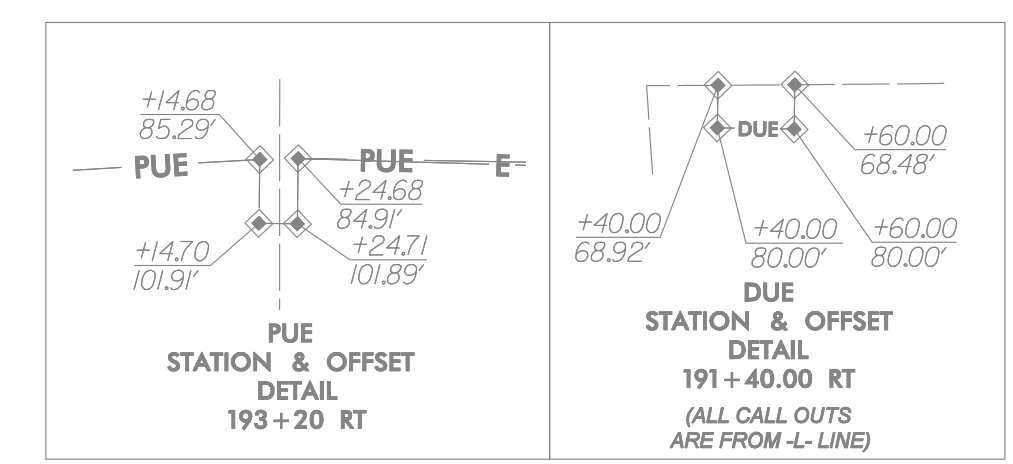 +14.68
85.29'
PUE
PUE
E
+24.68
84.91'
+14.70
101.91'
+24.71
101.89'
PUE
STATION & OFFSET
DETAIL
193+20 RT
DUE
+60.00
68.48'
+40.00
68.92'
+40.00
80.00'
+60.00
80.00'
DUE
STATION & OFFSET
DETAIL
191+40.00 RT
(ALL CALL OUTS
ARE FROM -L- LINE)